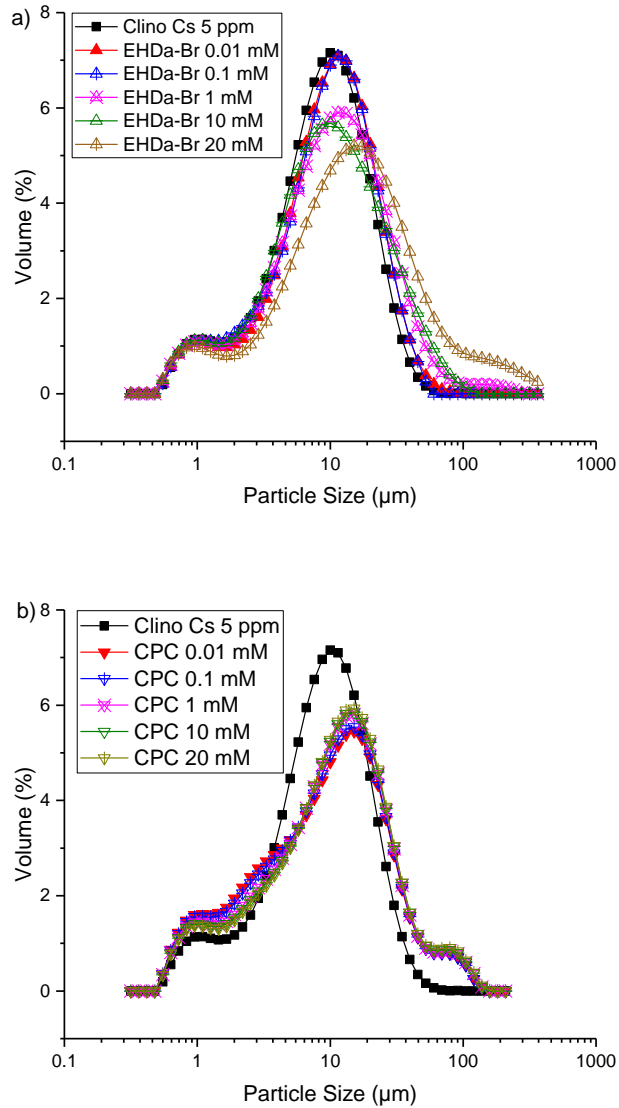 a)
Clino Cs 5 ppm
EHDa-Br 0.01 mM
EHDa-Br 0.1 mM
EHDa-Br 1 mM
EHDa-Br 10 mM
EHDa-Br 20 mM
8
6
4
2
0
Volume (%)
0.1 1 10 100 1000
Particle Size (µm)
b)
Clino Cs 5 ppm
CPC 0.01 mM
CPC 0.1 mM
CPC 1 mM
CPC 10 mM
CPC 20 mM
8
6
4
2
0
Volume (%)
0.1 1 10 100 1000
Particle Size (µm)